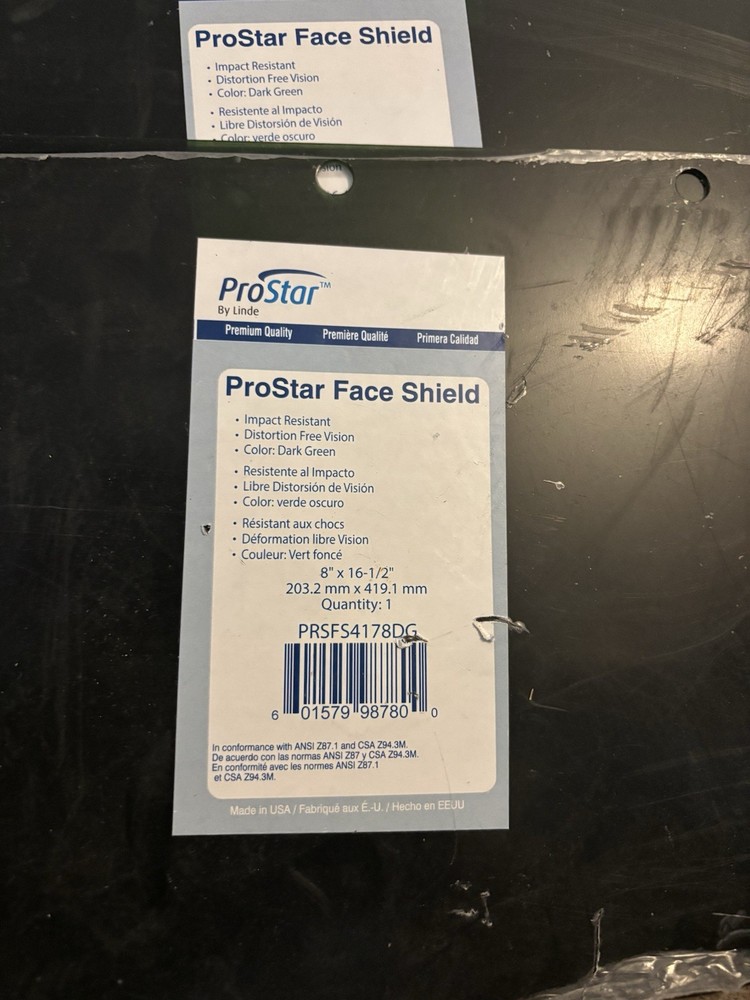 ProStar Face Shield
• Impact Resistant
• Distortion Free Vision
• Color: Dark Green
• Resistente al Impacto
• Libre Distorsión de Visión
• Color: verde oscuro
sion
ProStar™
By Linde
Premium Quality Première Qualité Primera Calidad
ProStar Face Shield
• Impact Resistant
• Distortion Free Vision
• Color: Dark Green
• Resistente al Impacto
• Libre Distorsión de Visión
• Color: verde oscuro
• Résistant aux chocs
• Déformation libre Vision
• Couleur: Vert foncé
8" x 16-1/2"
203.2 mm x 419.1 mm
Quantity: 1
PRSFS4178DG
6 01579 98780 0
In conformance with ANSI Z87.1 and CSA Z94.3M.
De acuerdo con las normas ANSI Z87 y CSA Z94.3M.
En conformité avec les normes ANSI Z87.1
et CSA Z94.3M.
Made in USA / Fabriqué aux É.-U. / Hecho en EEUU